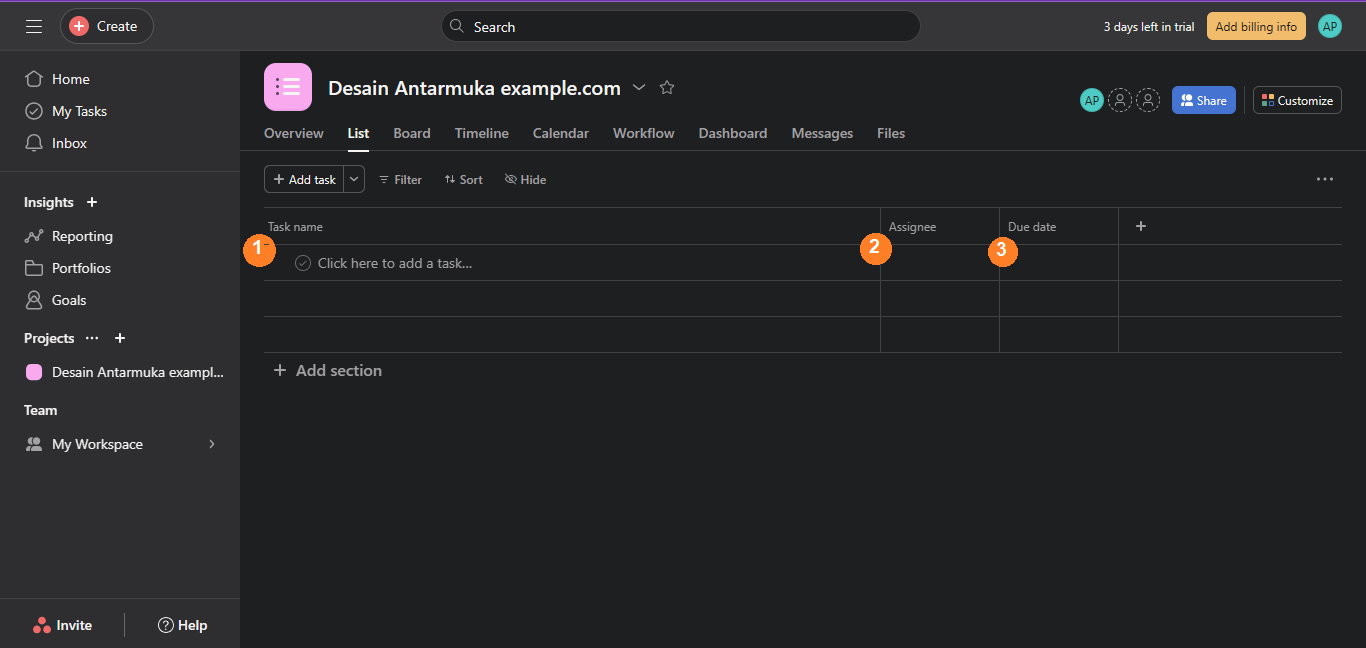 Create
Search
3 days left in trial
Add billing info
AP
Home
My Tasks
Inbox
Insights +
Reporting
Portfolios
Goals
Projects ... +
Desain Antarmuka exampl...
Team
My Workspace
Invite
Help
Desain Antarmuka example.com
AP
Share
Customize
Overview List Board Timeline Calendar Workflow Dashboard Messages Files
+ Add task
Filter
Sort
Hide
...
Task name Assignee Due date +
1 2 3
Click here to add a task...
+ Add section